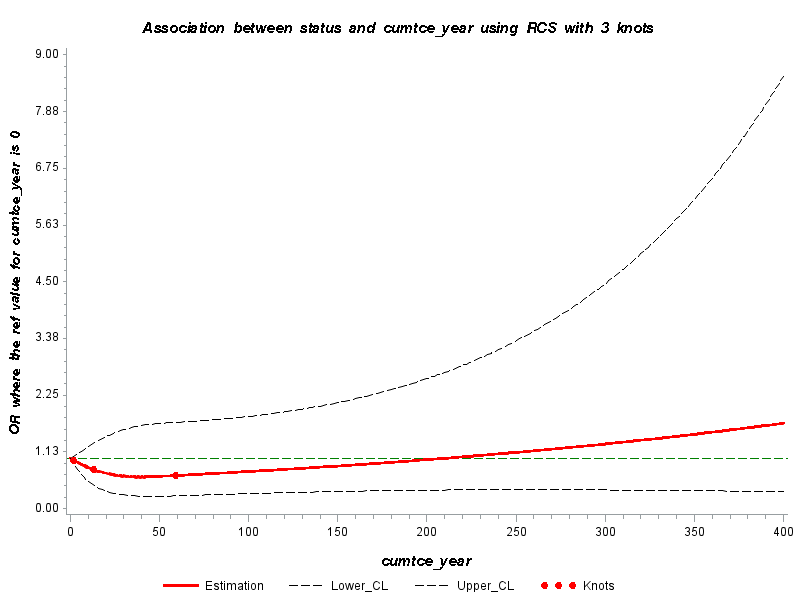 Association between status and cumtce_year using RCS with 3 knots
OR where the ref value for cumtce_year is 0
9.00
7.88
6.75
5.63
4.50
3.38
2.25
1.13
0.00
0 50 100 150 200 250 300 350 400
cumtce_year
Estimation Lower_CL Upper_CL Knots